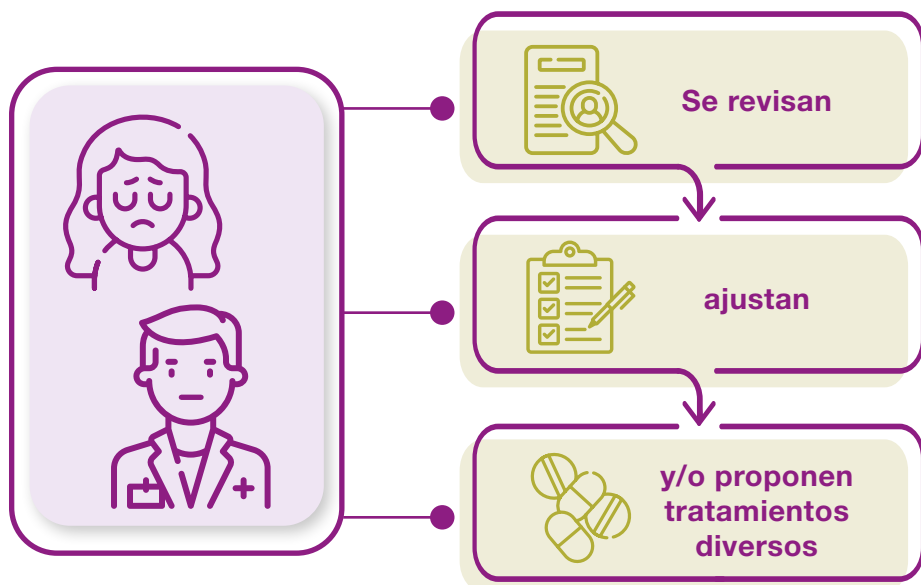 Se revisan
ajustan
y/o proponen
tratamientos
diversos